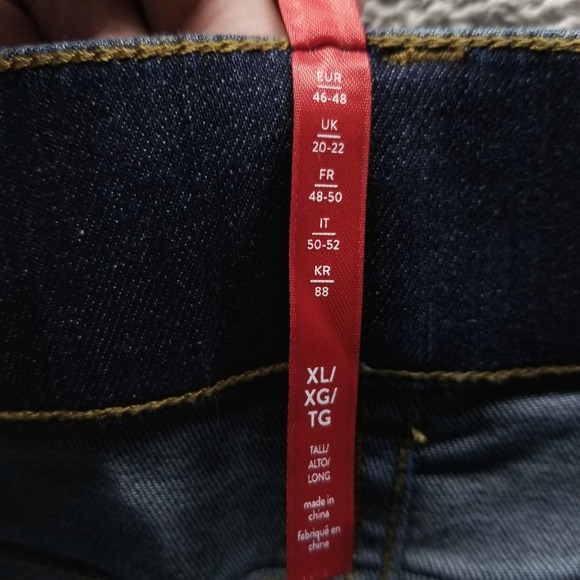 EUR
46-48
UK
20-22
FR
48-50
IT
50-52
KR
88
XL/
XG/
TG
TALL/
ALTO/
LONG
made in
china
fabriqué en
chine